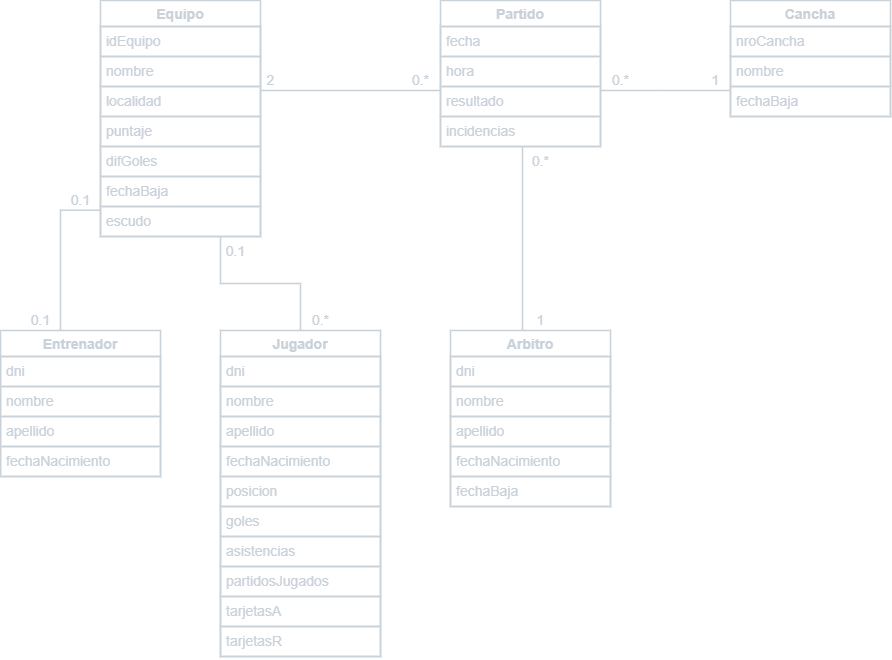 Equipo
idEquipo
nombre
localidad
puntaje
difGoles
fechaBaja
escudo
2
0.*
Partido
fecha
hora
resultado
incidencias
0.*
1
Cancha
nroCancha
nombre
fechaBaja
0.1
0.1
0.1
0.*
0.*
1
Entrenador
dni
nombre
apellido
fechaNacimiento
Jugador
dni
nombre
apellido
fechaNacimiento
posicion
goles
asistencias
partidosJugados
tarjetasA
tarjetasR
Arbitro
dni
nombre
apellido
fechaNacimiento
fechaBaja